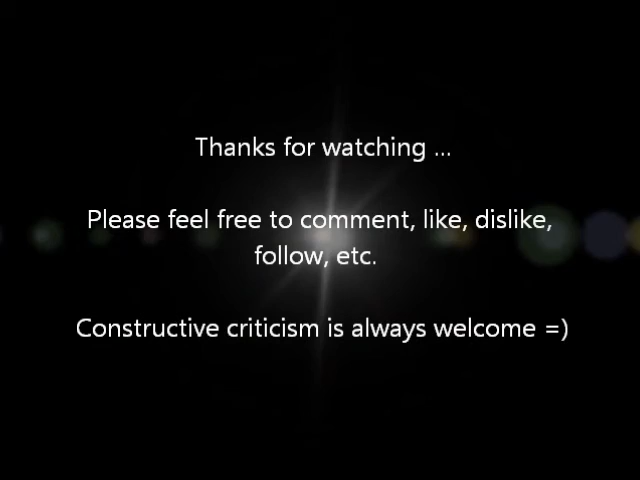 Thanks for watching ...
Please feel free to comment, like, dislike,
follow, etc.
Constructive criticism is always welcome =)